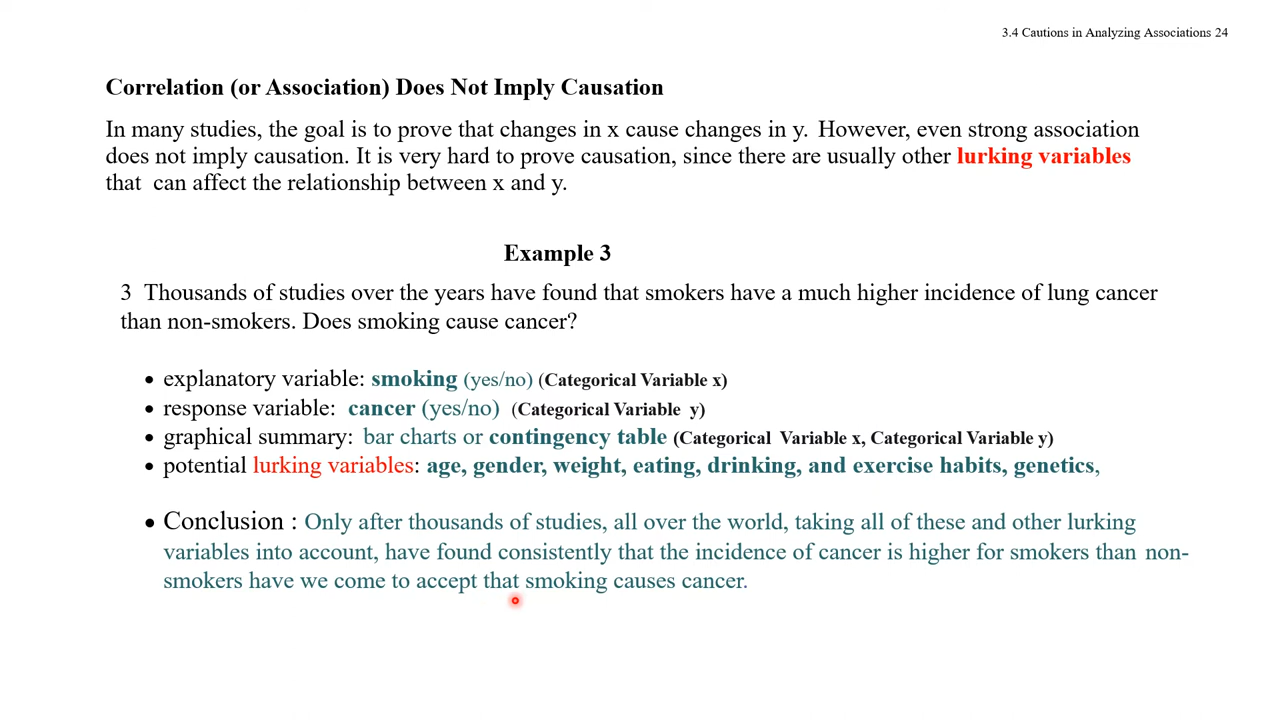 3.4 Cautions in Analyzing Associations 24
Correlation (or Association) Does Not Imply Causation
In many studies, the goal is to prove that changes in x cause changes in y. However, even strong association
does not imply causation. It is very hard to prove causation, since there are usually other lurking variables
that can affect the relationship between x and y.
Example 3
3 Thousands of studies over the years have found that smokers have a much higher incidence of lung cancer
than non-smokers. Does smoking cause cancer?
• explanatory variable: smoking (yes/no) (Categorical Variable x)
• response variable: cancer (yes/no) (Categorical Variable y)
• graphical summary: bar charts or contingency table (Categorical Variable x, Categorical Variable y)
• potential lurking variables: age, gender, weight, eating, drinking, and exercise habits, genetics,
• Conclusion : Only after thousands of studies, all over the world, taking all of these and other lurking
variables into account, have found consistently that the incidence of cancer is higher for smokers than non-
smokers have we come to accept that smoking causes cancer.